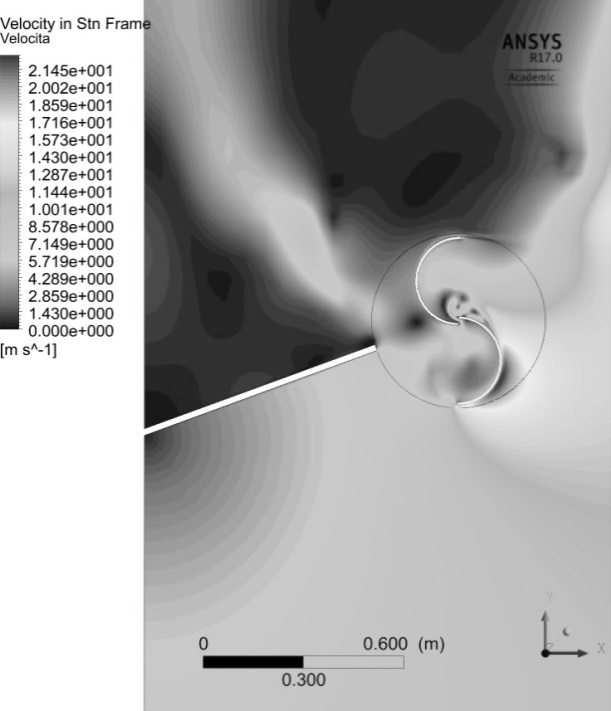 Velocity in Stn Frame
Velocita
2.145e+001
2.002e+001
1.859e+001
1.716e+001
1.573e+001
1.430e+001
1.287e+001
1.144e+001
1.001e+001
8.578e+000
7.149e+000
5.719e+000
4.289e+000
2.859e+000
1.430e+000
0.000e+000
[m s^-1]
ANSYS
R17.0
Academic
0 0.600 (m)
0.300
Y
Z X